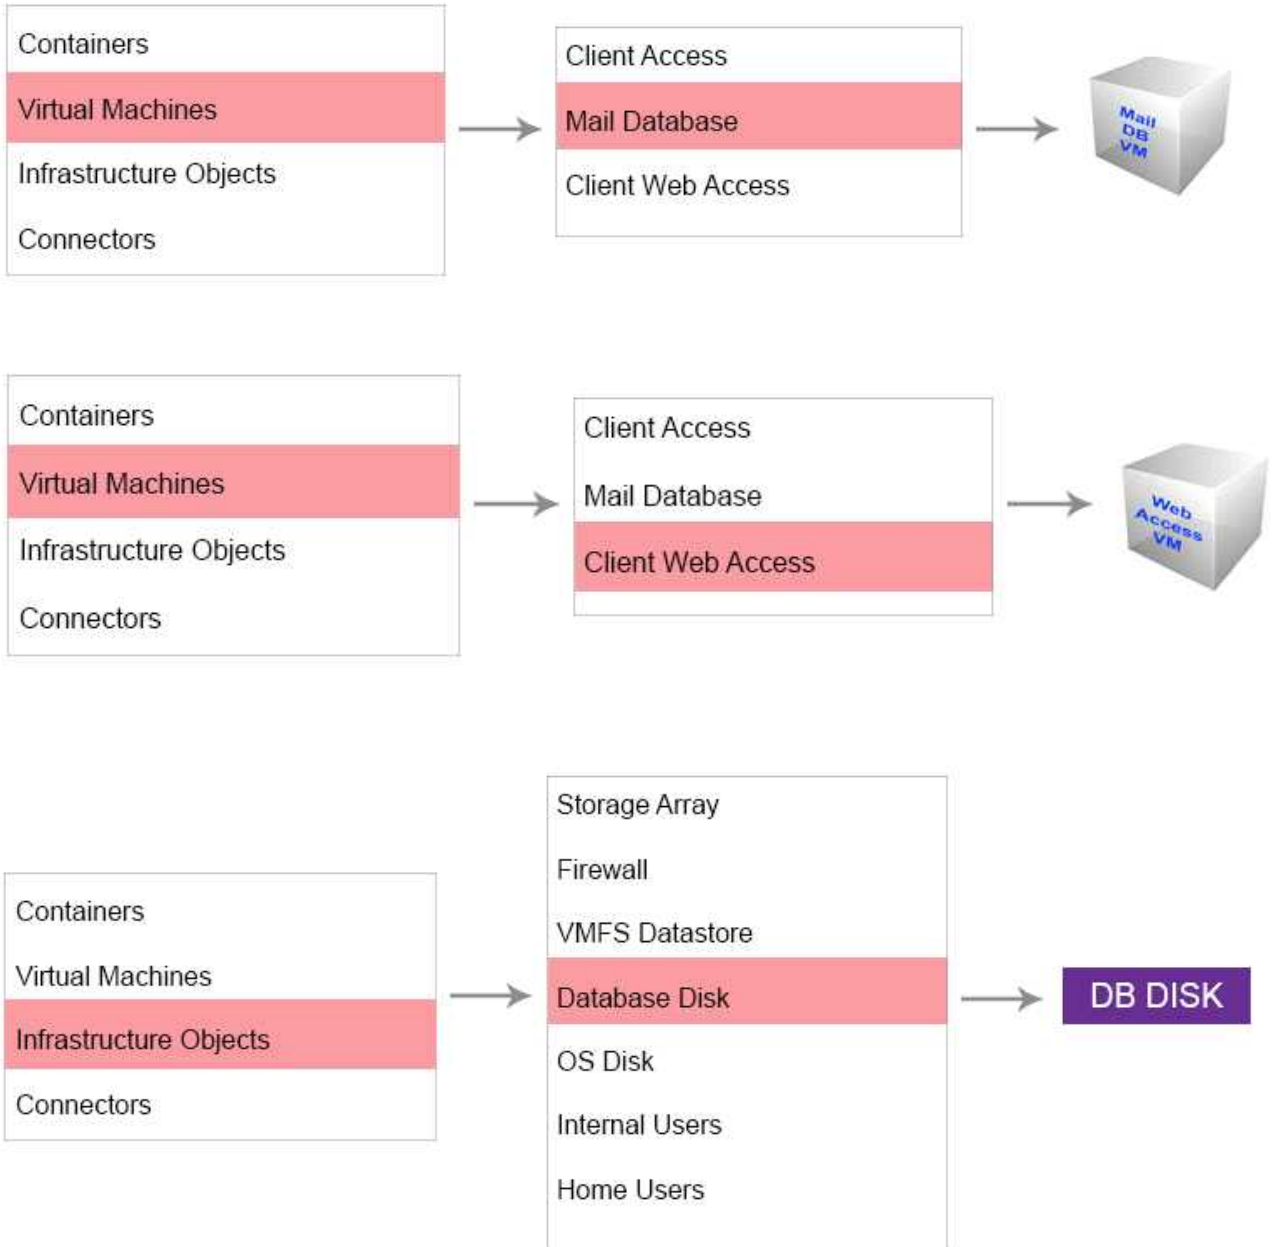 Containers
Virtual Machines
Infrastructure Objects
Connectors
Client Access
Mail Database
Client Web Access
Mail
DB
VM
Containers
Virtual Machines
Infrastructure Objects
Connectors
Client Access
Mail Database
Client Web Access
Web
Access
VM
Containers
Virtual Machines
Infrastructure Objects
Connectors
Storage Array
Firewall
VMFS Datastore
Database Disk
OS Disk
Internal Users
Home Users
DB DISK